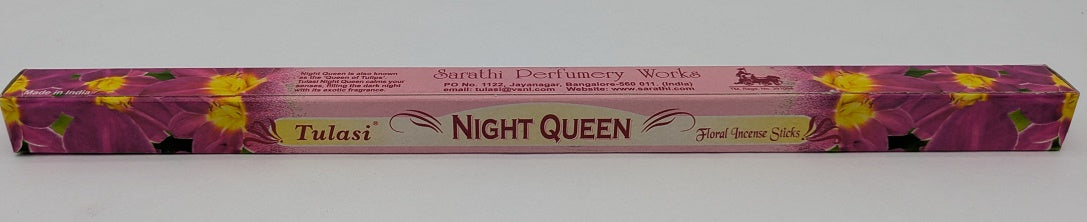 Night Queen is also known
as the 'Queen of Tulips'.
Tulasi Night Queen calms your
senses, filling the dark night
with its exotic fragrance.
Sarathi Perfumery Works
PO No. 1122, Jayanagar, Bangalore-560 011 (India)
email: tulasi@vsnl.com Website: www.sarathi.com
Made in India
Tulasi®
NIGHT QUEEN
Floral Incense Sticks